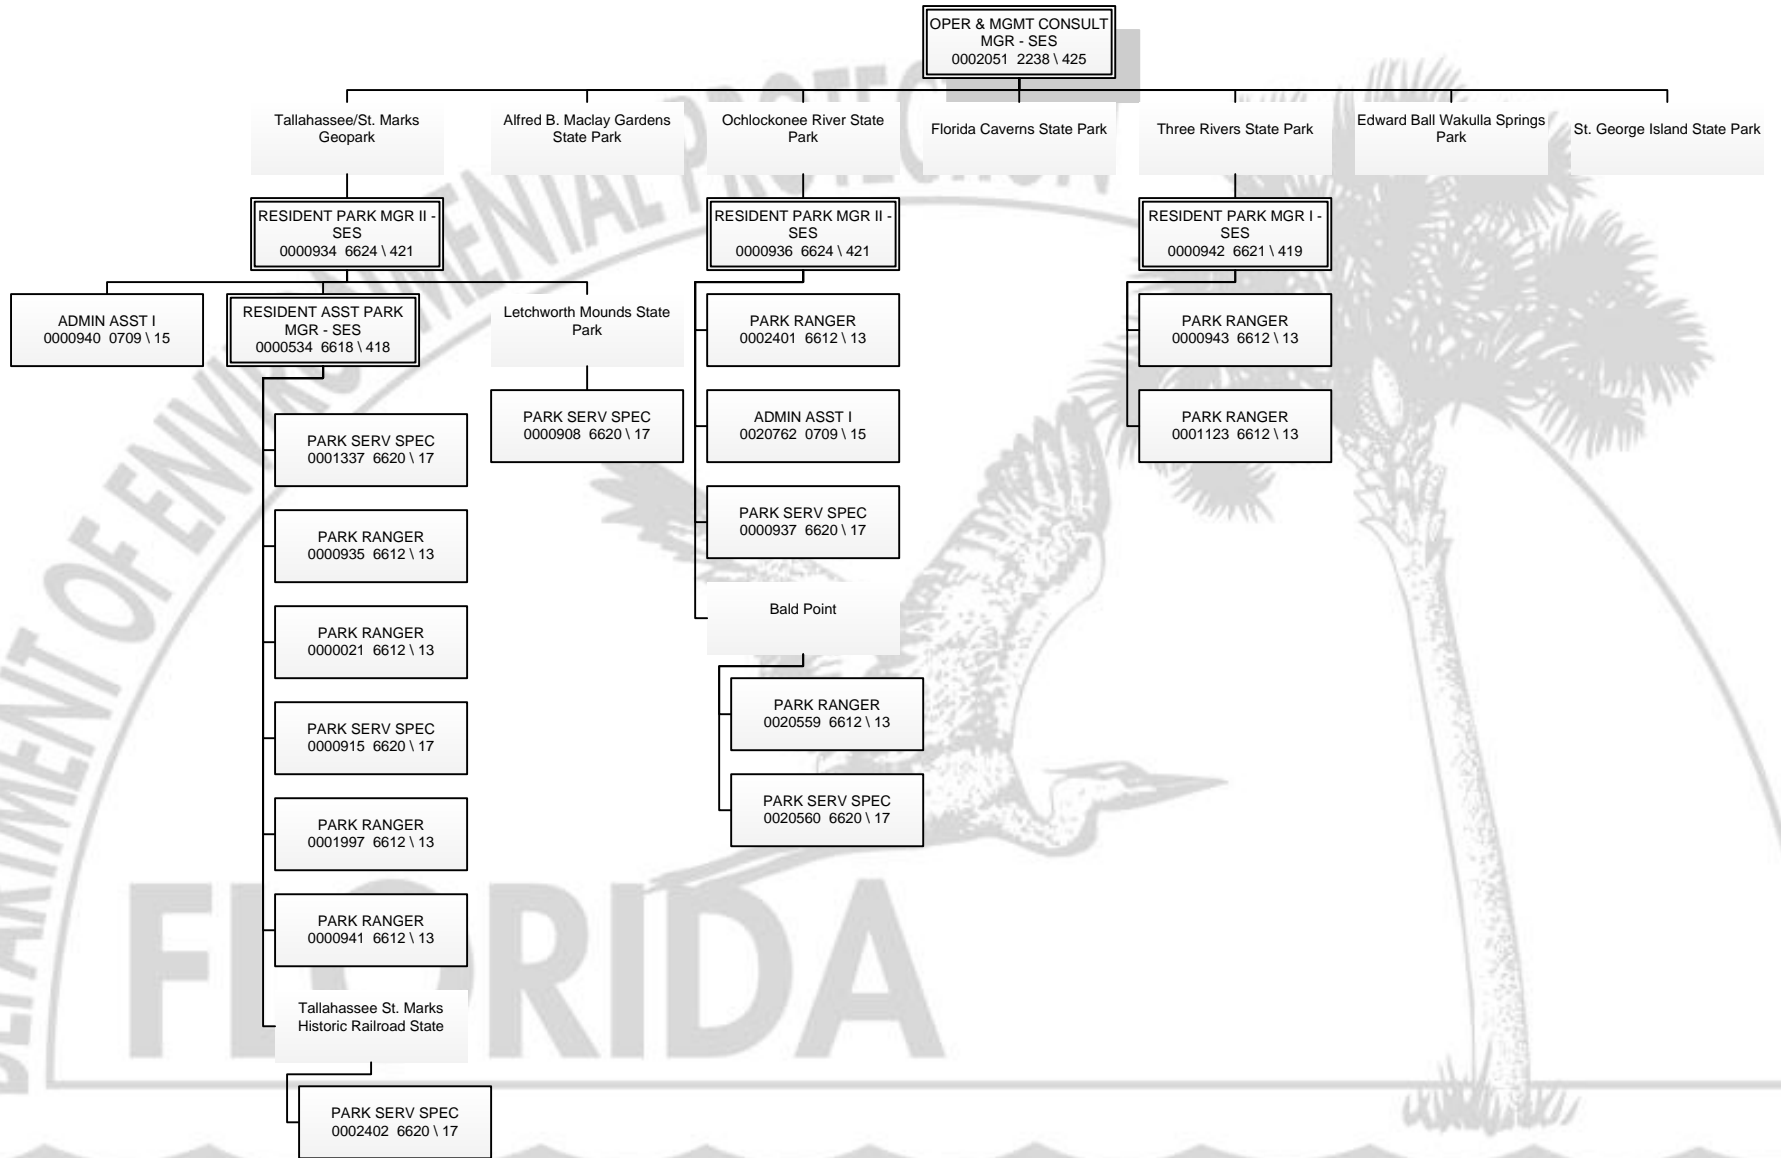 OPER & MGMT CONSULT
MGR - SES
0002051 2238 \ 425
Tallahassee/St. Marks
Geopark
Alfred B. Maclay Gardens
State Park
Ochlockonee River State
Park
Florida Caverns State Park
Three Rivers State Park
Edward Ball Wakulla Springs
Park
St. George Island State Park
RESIDENT PARK MGR II -
SES
0000934 6624 \ 421
RESIDENT PARK MGR II -
SES
0000936 6624 \ 421
RESIDENT PARK MGR I -
SES
0000942 6621 \ 419
ADMIN ASST I
0000940 0709 \ 15
RESIDENT ASST PARK
MGR - SES
0000534 6618 \ 418
Letchworth Mounds State
Park
PARK SERV SPEC
0000908 6620 \ 17
PARK SERV SPEC
0001337 6620 \ 17
PARK RANGER
0000935 6612 \ 13
PARK RANGER
0000021 6612 \ 13
PARK SERV SPEC
0000915 6620 \ 17
PARK RANGER
0001997 6612 \ 13
PARK RANGER
0000941 6612 \ 13
Tallahassee St. Marks
Historic Railroad State
PARK SERV SPEC
0002402 6620 \ 17
PARK RANGER
0002401 6612 \ 13
ADMIN ASST I
0020762 0709 \ 15
PARK SERV SPEC
0000937 6620 \ 17
Bald Point
PARK RANGER
0020559 6612 \ 13
PARK SERV SPEC
0020560 6620 \ 17
PARK RANGER
0000943 6612 \ 13
PARK RANGER
0001123 6612 \ 13
DEPARTMENT OF ENVIRONMENTAL PROTECTION
FLORIDA